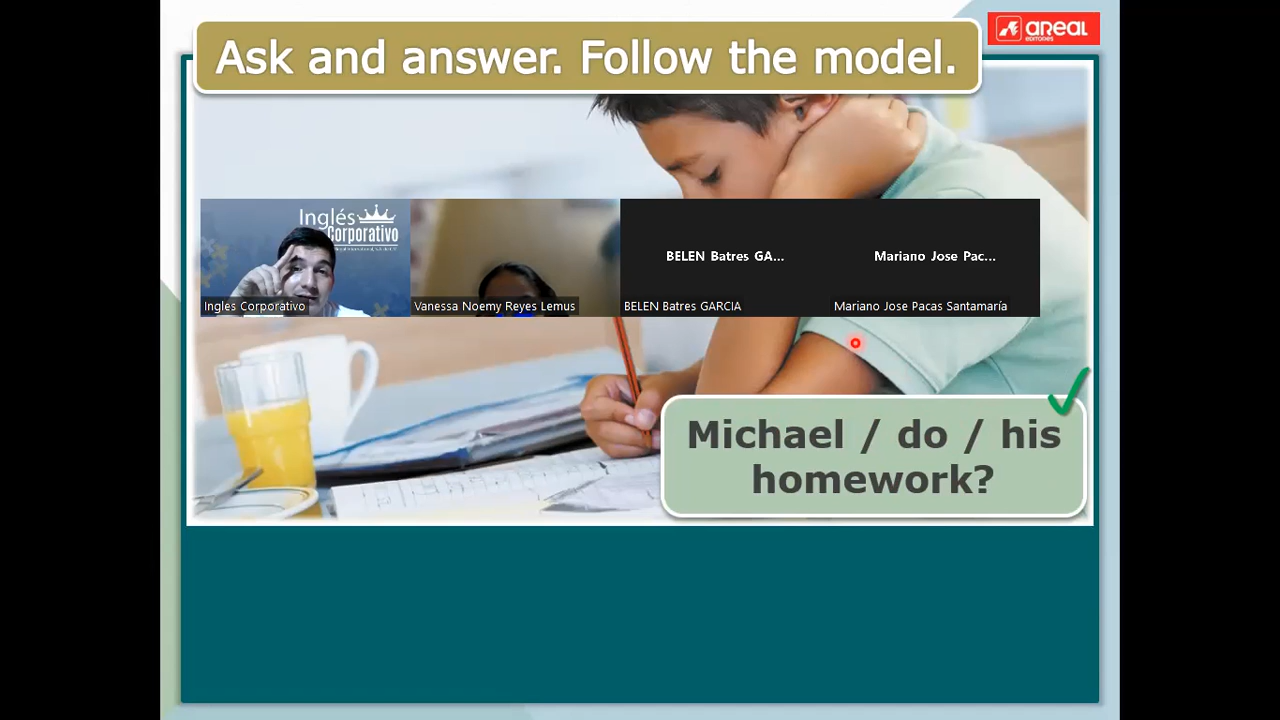 Ask and answer. Follow the model.
aREAL
EDITORES
Inglés
Corporativo
Ingles Corporativo
Vanessa Noemy Reyes Lemus
BELEN Batres GA...
BELEN Batres GARCIA
Mariano Jose Pac...
Mariano Jose Pacas Santamaría
Michael / do / his
homework?